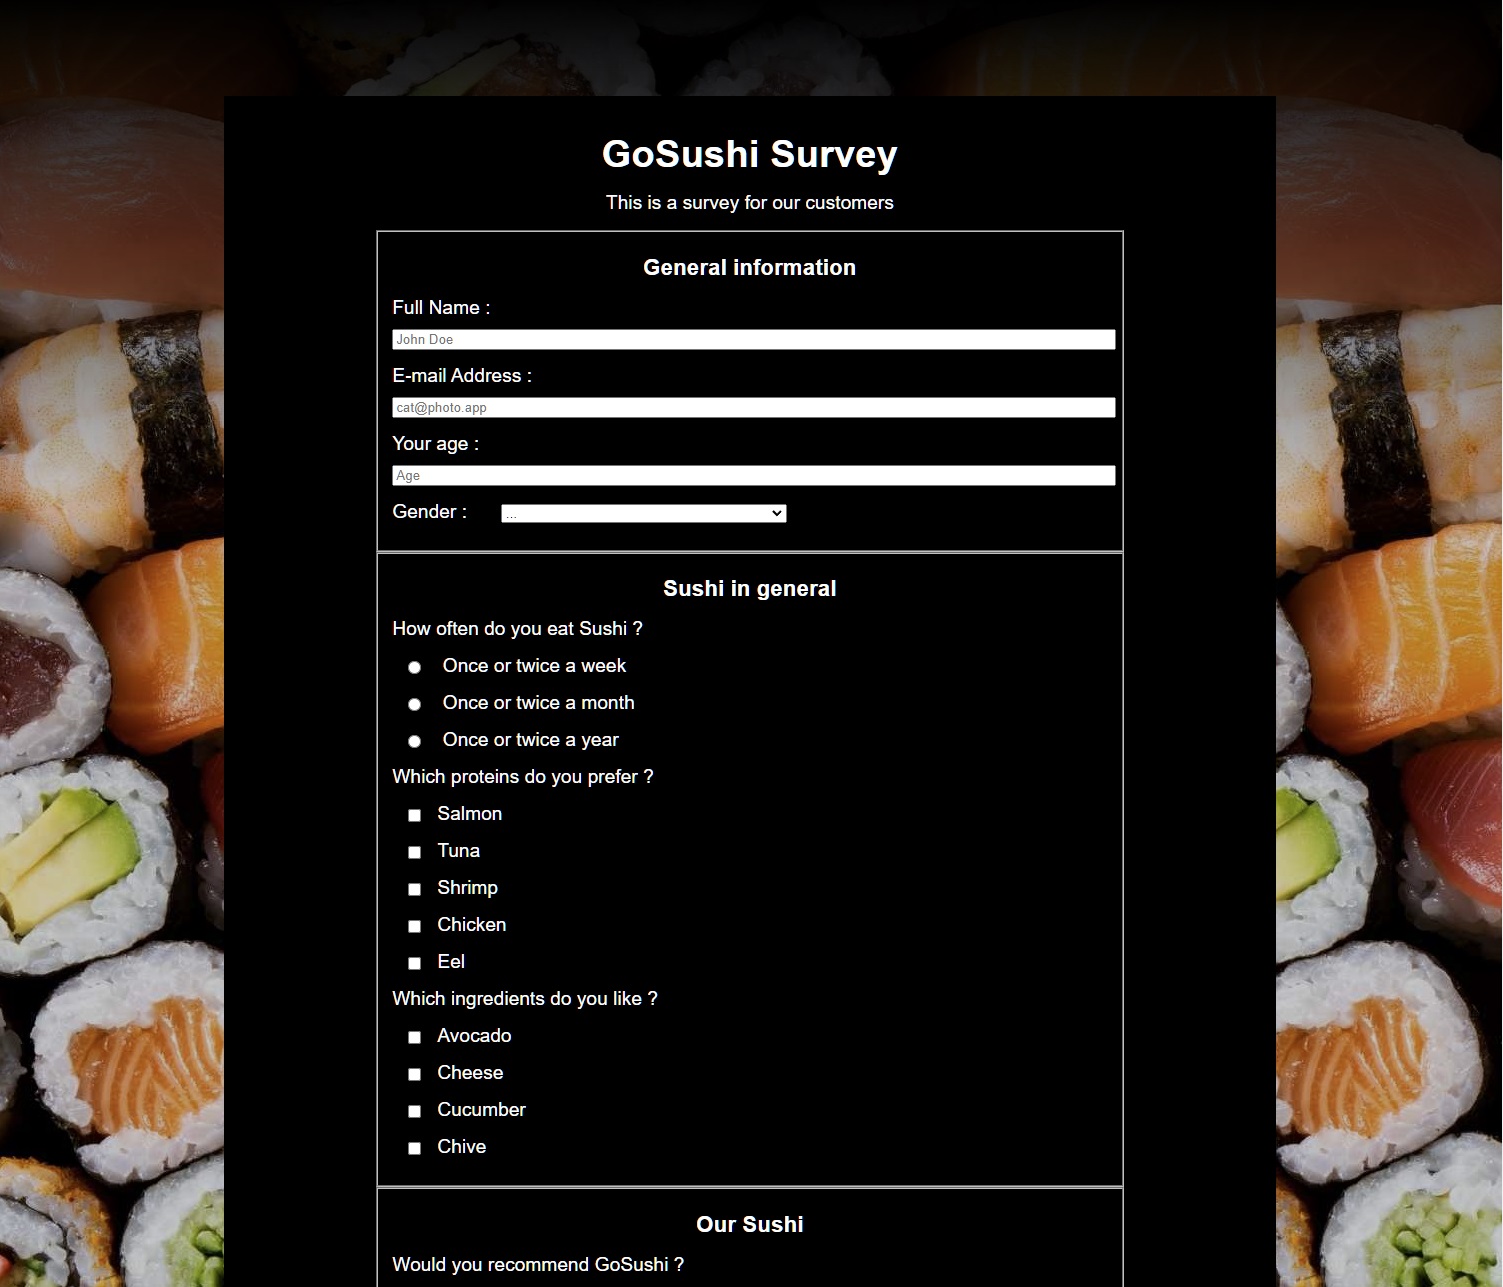 GoSushi Survey
This is a survey for our customers
General information
Full Name :
John Doe
E-mail Address :
cat@photo.app
Your age :
Age
Gender :
...
Sushi in general
How often do you eat Sushi ?
Once or twice a week
Once or twice a month
Once or twice a year
Which proteins do you prefer ?
Salmon
Tuna
Shrimp
Chicken
Eel
Which ingredients do you like ?
Avocado
Cheese
Cucumber
Chive
Our Sushi
Would you recommend GoSushi ?